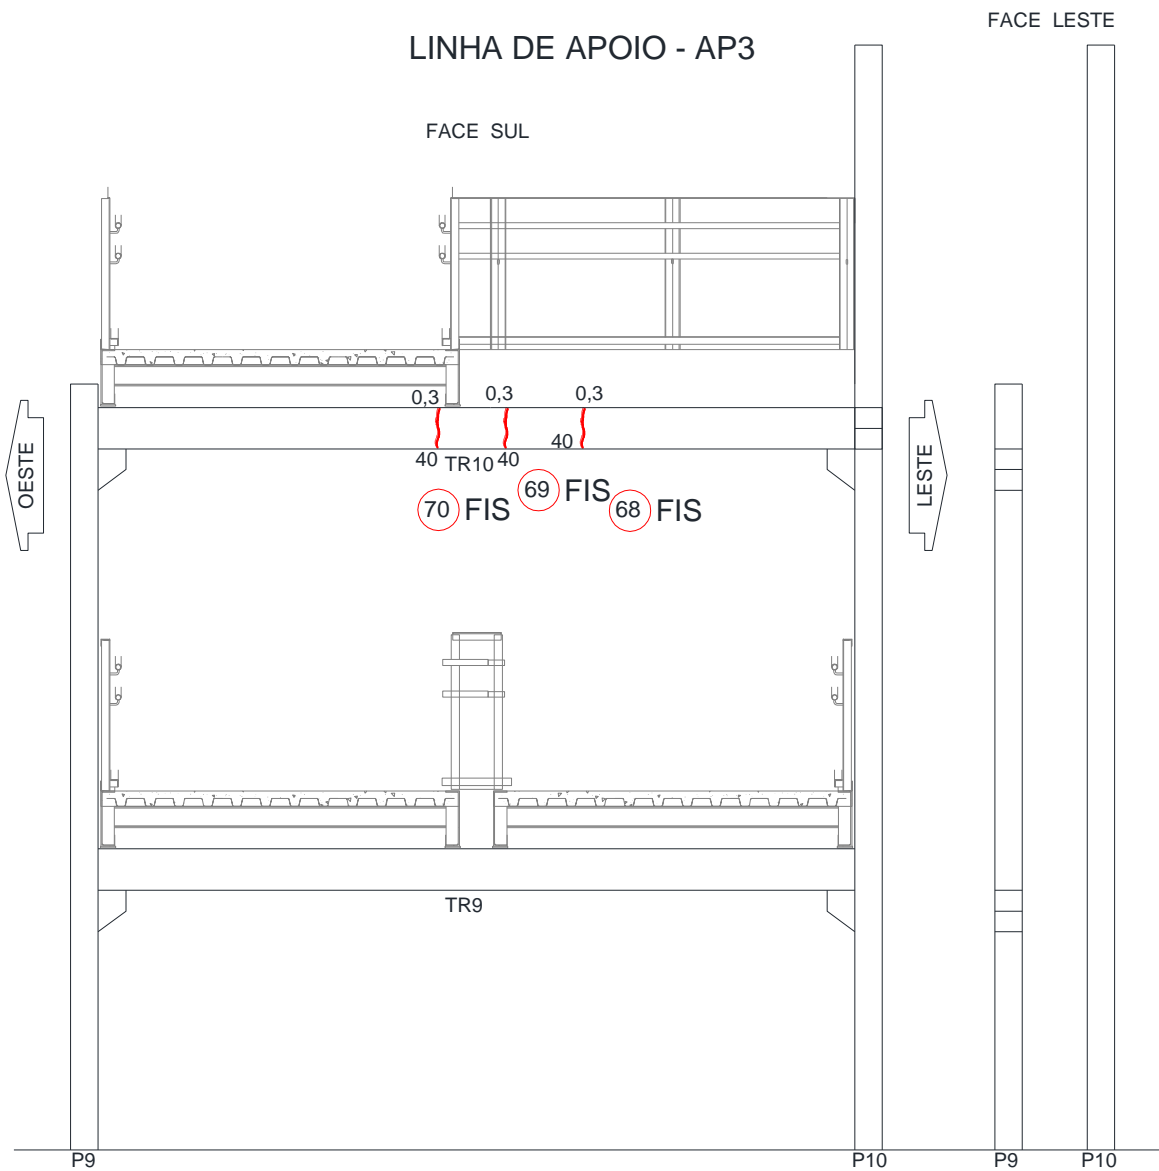 FACE LESTE
LINHA DE APOIO - AP3
FACE SUL
0,3
0,3
0,3
40
40
TR10
40
OESTE
LESTE
70 FIS
69 FIS
68 FIS
TR9
P9
P10
P9
P10